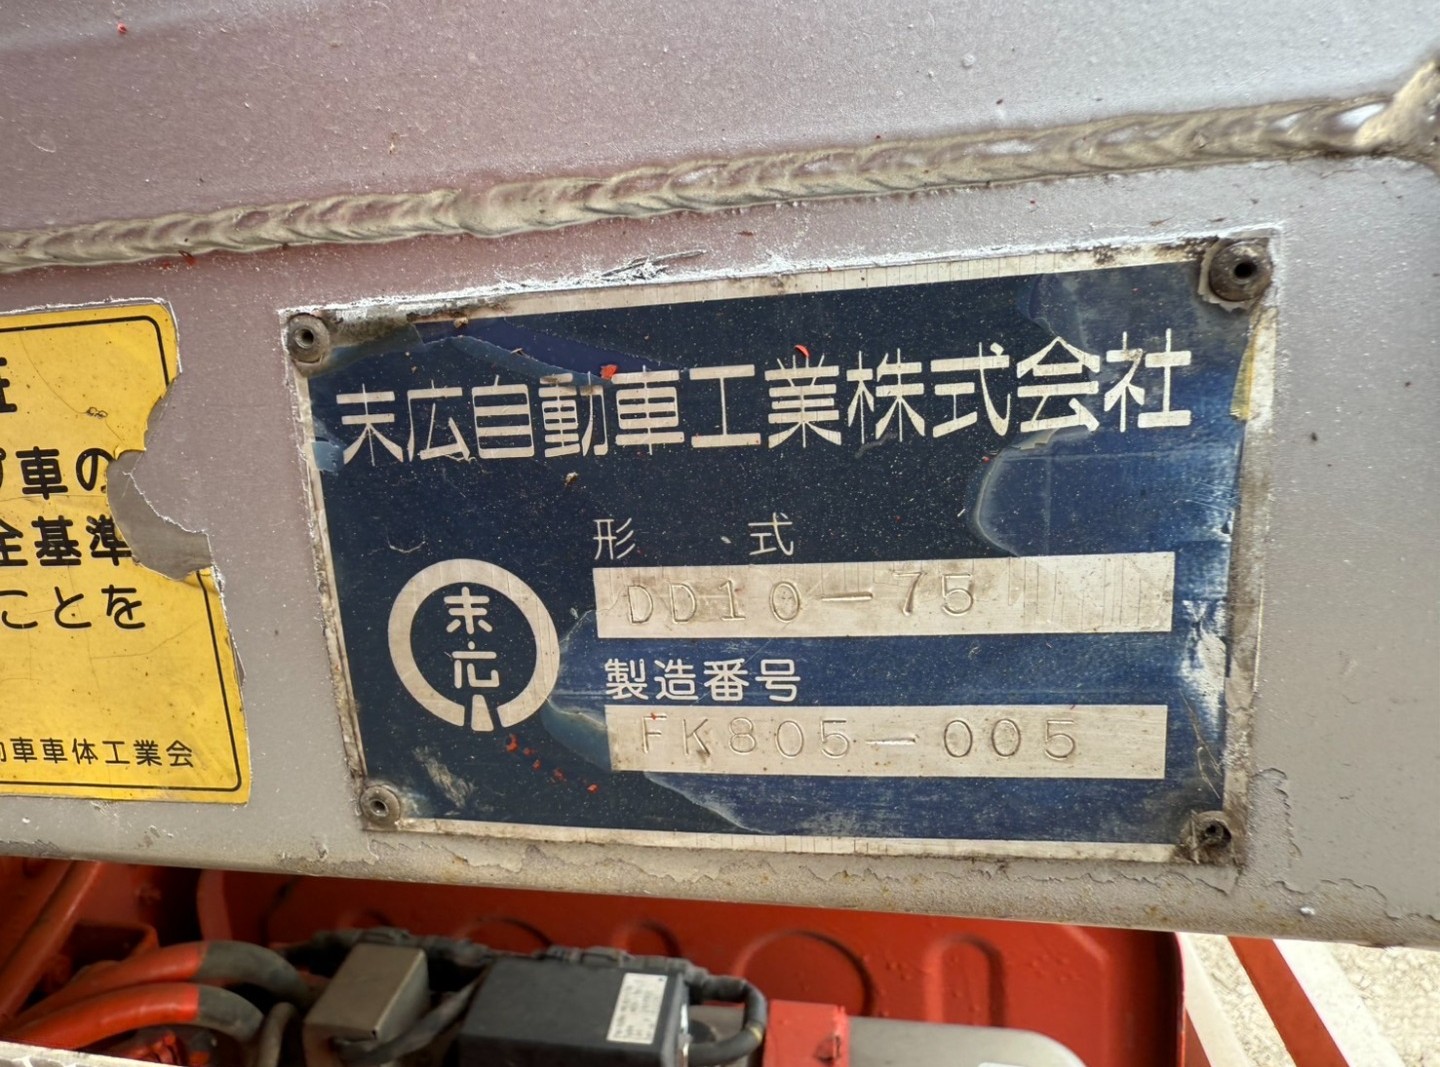 車の
全基準
ことを
動車車体工業会
末広自動車工業株式会社
形 式
DD10-75
末
広
製造番号
FK805-005